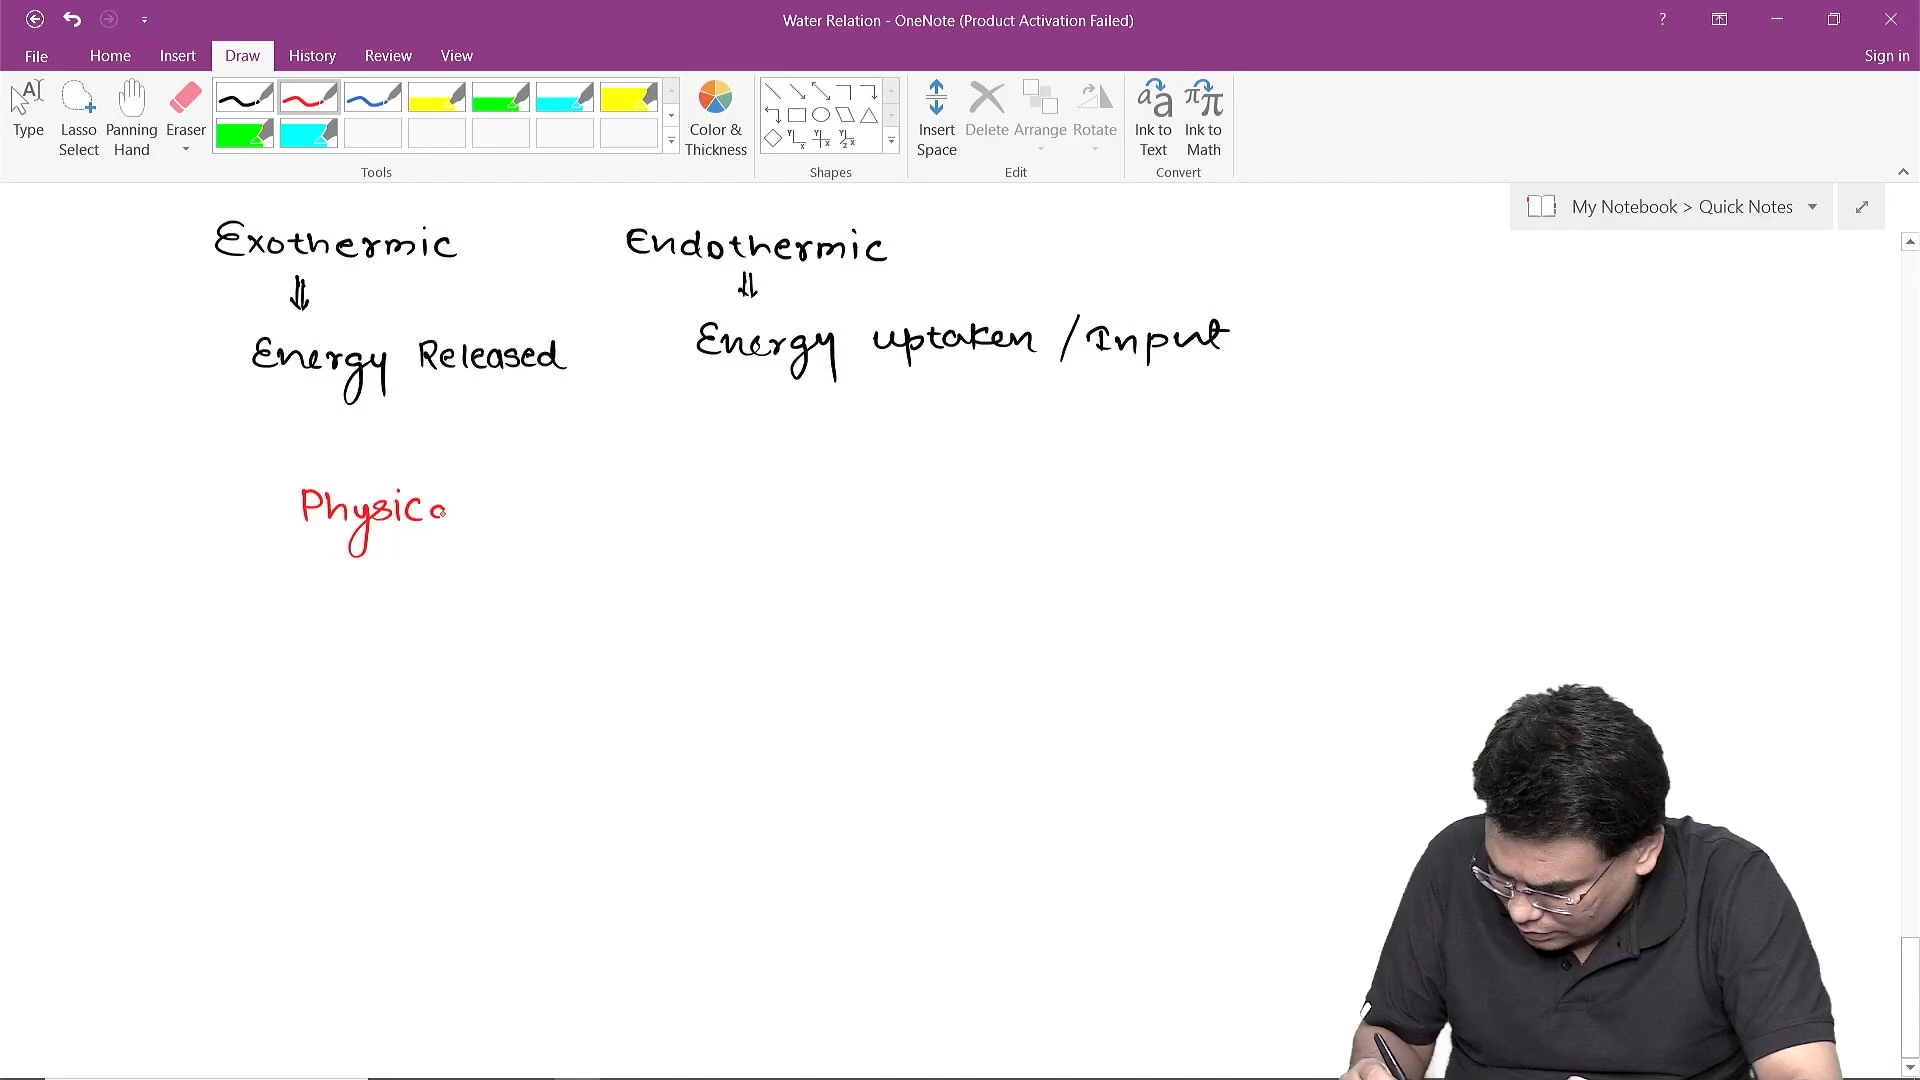 Water Relation - OneNote (Product Activation Failed)
?
File Home Insert Draw History Review View
Sign in
Type
Lasso Select
Panning Hand
Eraser
Color & Thickness
Insert Space
Delete
Arrange
Rotate
Ink to Text
Ink to Math
Tools
Shapes
Edit
Convert
My Notebook > Quick Notes
Exothermic Endothermic
⇓ ⇓
Energy Released Energy uptaken / Input
Physica